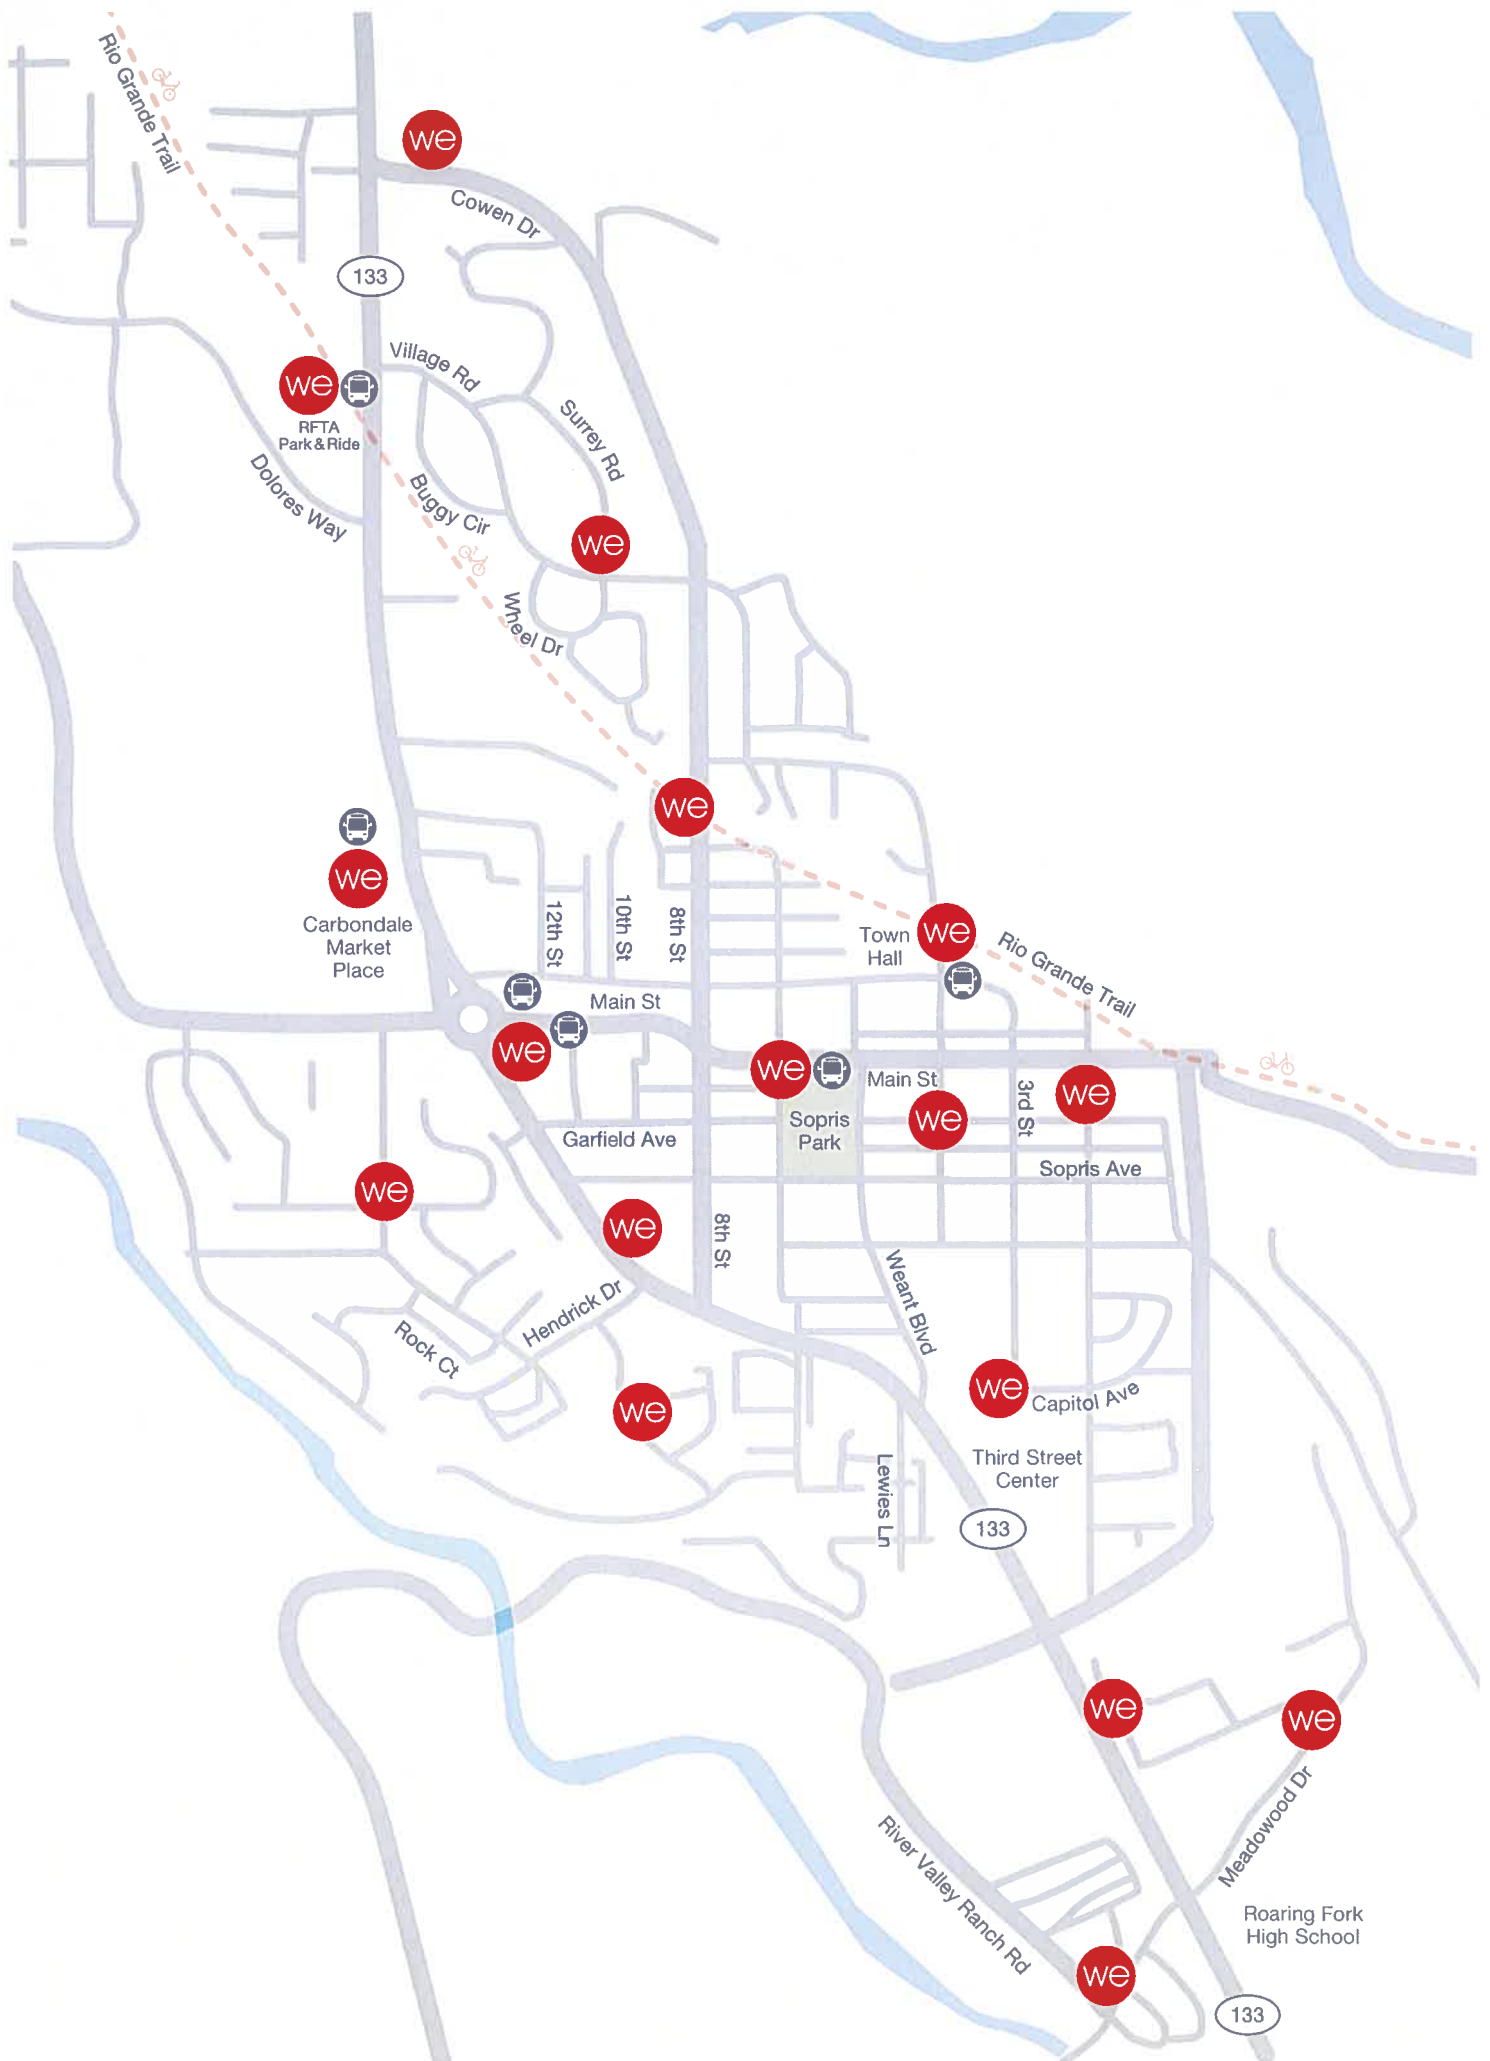 Rio Grande Trail
we
Cowen Dr
133
Village Rd
we
RFTA
Park & Ride
Surrey Rd
Dolores Way
Buggy Cir
we
Wheel Dr
we
we
Carbondale
Market
Place
12th St
10th St
8th St
Town
Hall
we
Rio Grande Trail
Main St
we
we
Main St
3rd St
we
we
Sopris
Park
Garfield Ave
Sopris Ave
we
we
8th St
Weant Blvd
Hendrick Dr
Rock Ct
we
we
Capitol Ave
Third Street
Center
Lewies Ln
133
we
we
Meadowood Dr
River Valley Ranch Rd
Roaring Fork
High School
we
133